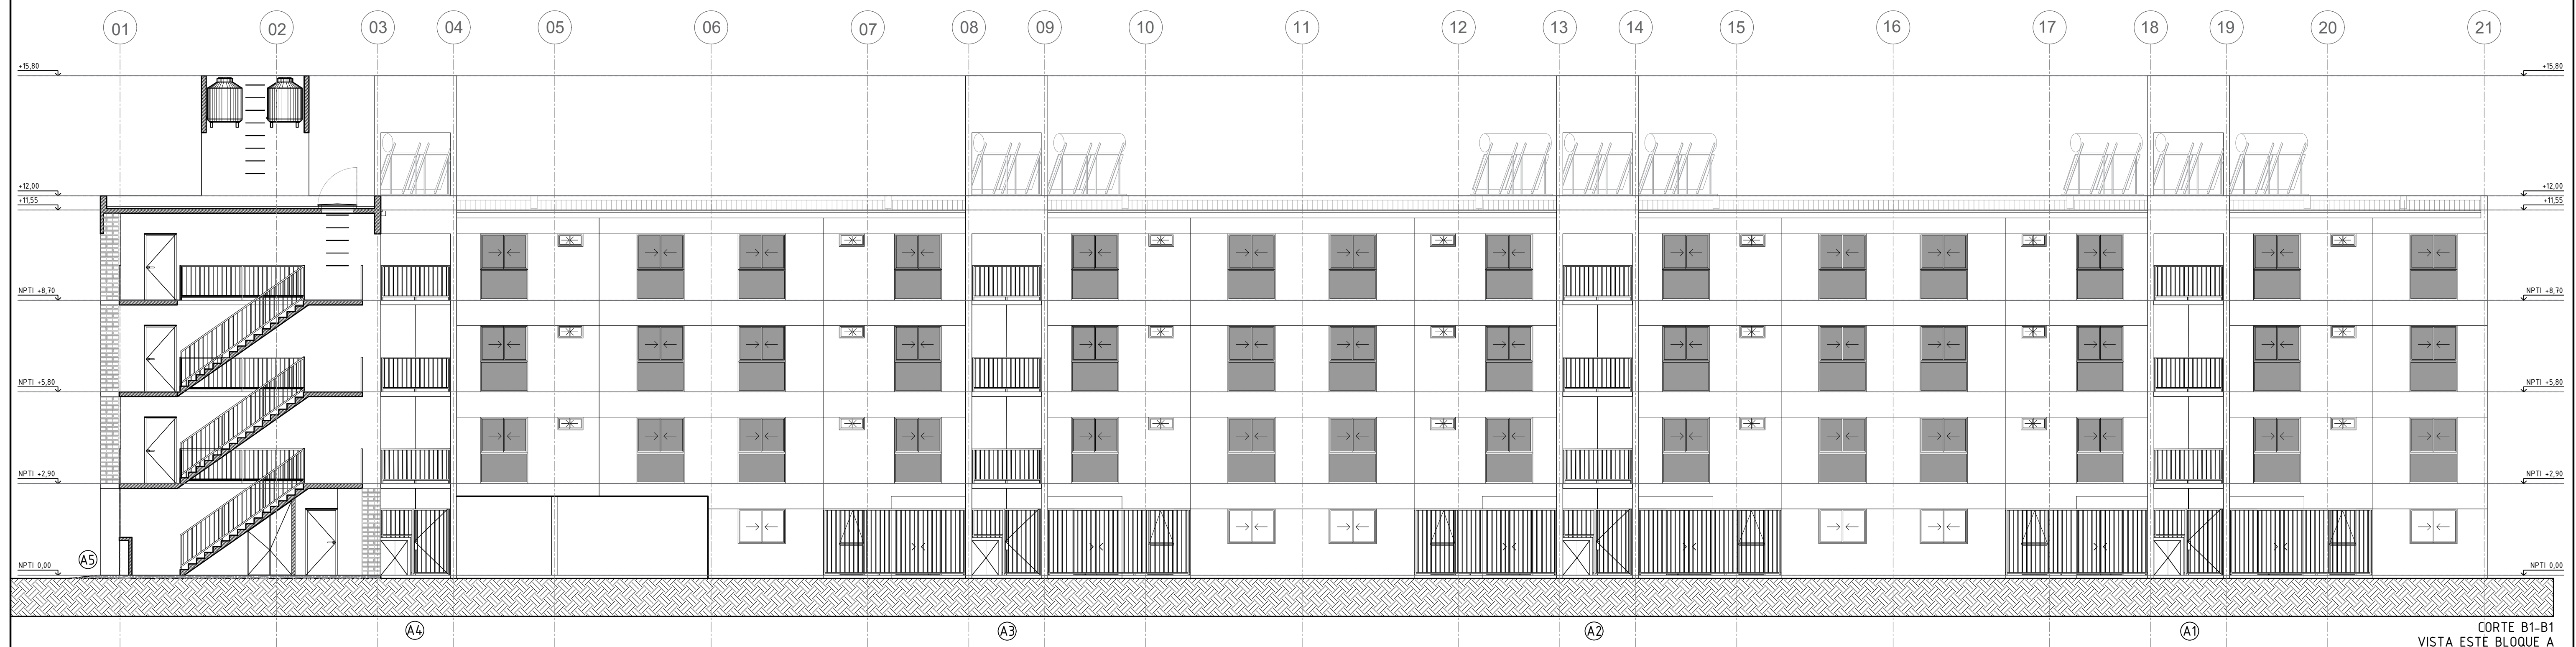 01 02 03 04 05 06 07 08 09 10 11 12 13 14 15 16 17 18 19 20 21
+15,80 +15,80
+12,00 +12,00
+11,55 +11,55
NPTI +8,70 NPTI +8,70
NPTI +5,80 NPTI +5,80
NPTI +2,90 NPTI +2,90
A5
NPTI 0,00 NPTI 0,00
A4 A3 A2 A1
CORTE B1-B1
VISTA ESTE BLOQUE A